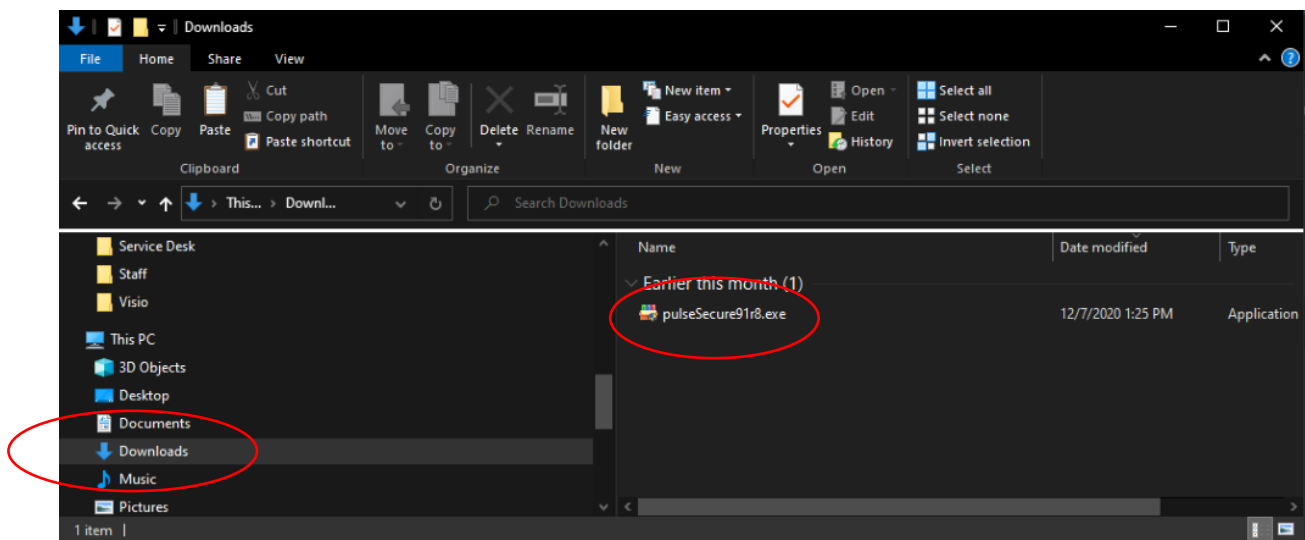 Downloads
File Home Share View
Pin to Quick access
Copy
Paste
Cut
Copy path
Paste shortcut
Clipboard
Move to
Copy to
Delete
Rename
Organize
New folder
New item
Easy access
New
Properties
Open
Edit
History
Open
Select all
Select none
Invert selection
Select
This... > Downl...
Search Downloads
Service Desk
Staff
Visio
This PC
3D Objects
Desktop
Documents
Downloads
Music
Pictures
Name Date modified Type
Earlier this month (1)
pulseSecure91r8.exe 12/7/2020 1:25 PM Application
1 item